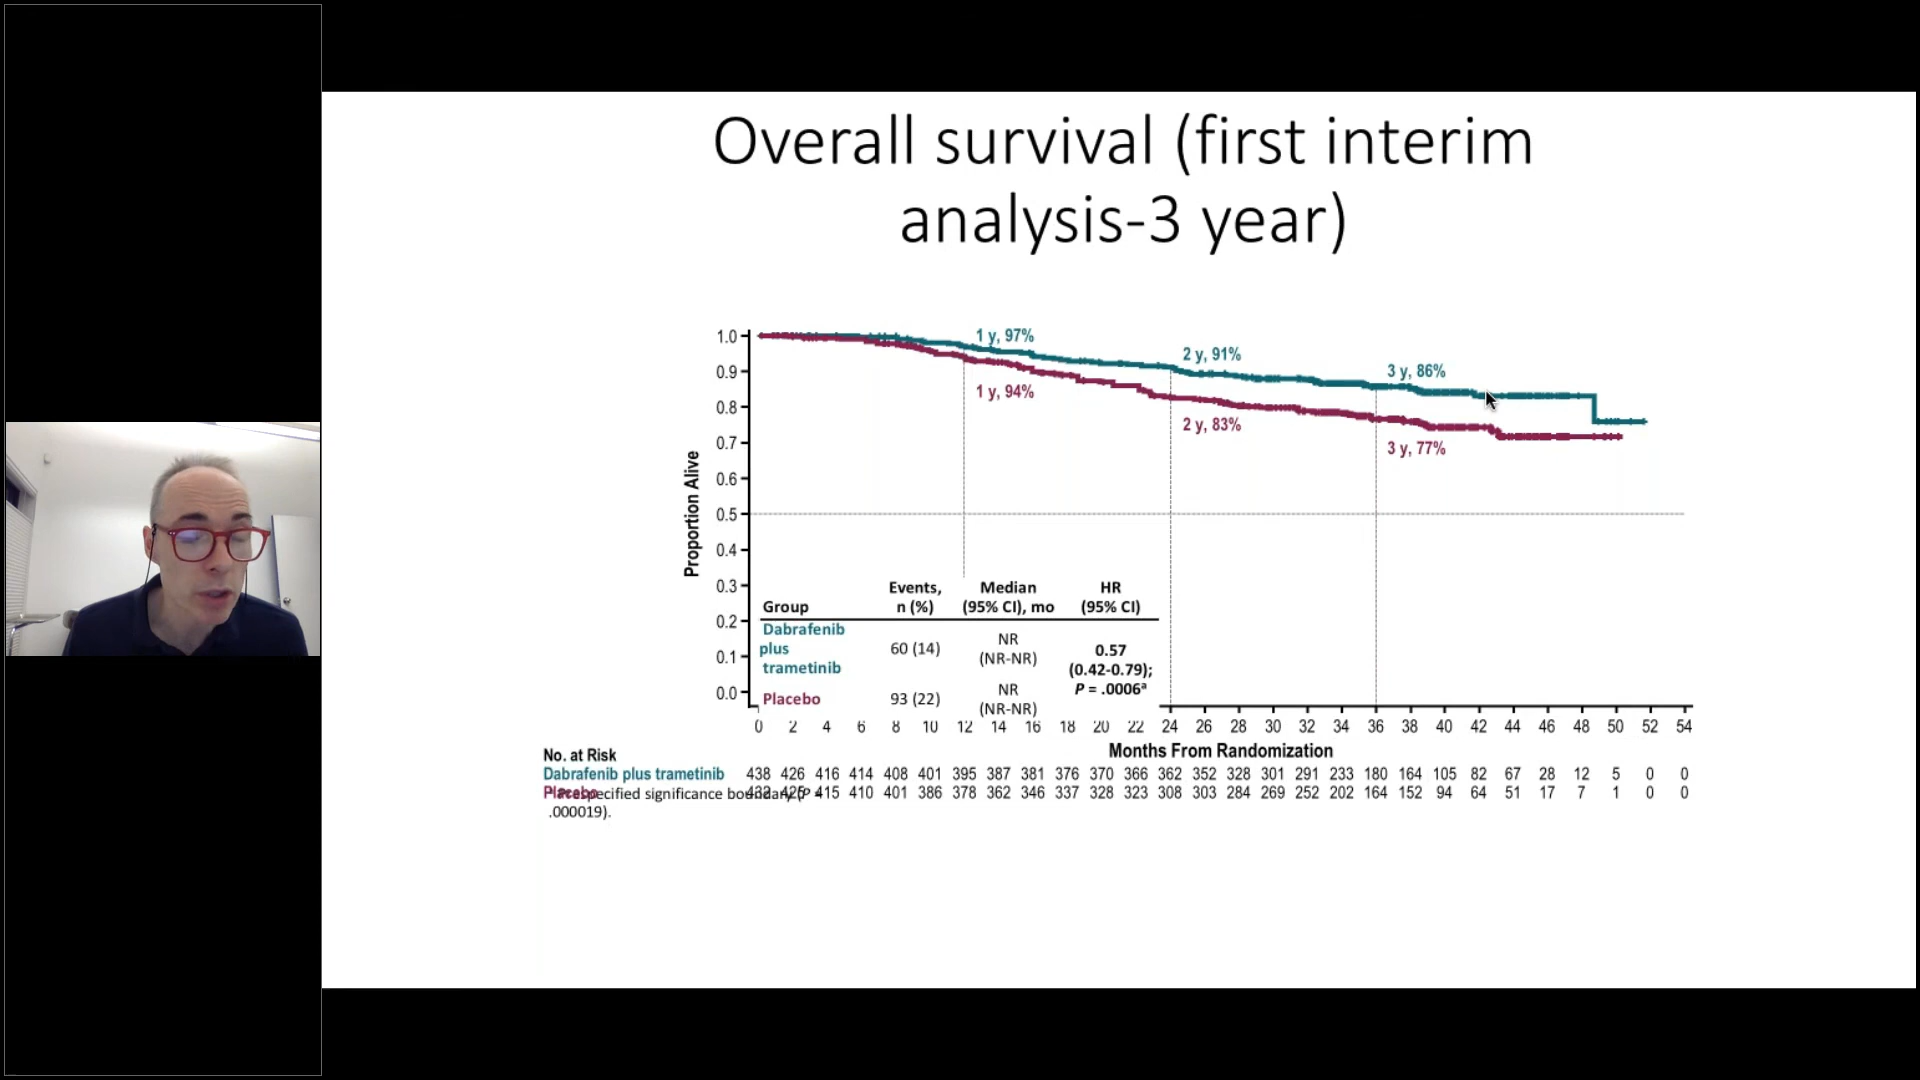 Overall survival (first interim
analysis-3 year)
1.0
0.9
0.8
0.7
0.6
0.5
0.4
0.3
0.2
0.1
0.0
Proportion Alive
1 y, 97%
2 y, 91%
3 y, 86%
1 y, 94%
2 y, 83%
3 y, 77%
Group Events, n (%) Median (95% CI), mo HR (95% CI)
Dabrafenib plus trametinib 60 (14) NR (NR-NR) 0.57 (0.42-0.79); P = .0006ª
Placebo 93 (22) NR (NR-NR)
0 2 4 6 8 10 12 14 16 18 20 22 24 26 28 30 32 34 36 38 40 42 44 46 48 50 52 54
Months From Randomization
No. at Risk
Dabrafenib plus trametinib 438 426 416 414 408 401 395 387 381 376 370 366 362 352 328 301 291 233 180 164 105 82 67 28 12 5 0 0
Placebo 432 425 415 410 401 386 378 362 346 337 328 323 308 303 284 269 252 202 164 152 94 64 51 17 7 1 0 0
Prespecified significance boundary (P =
.000019).